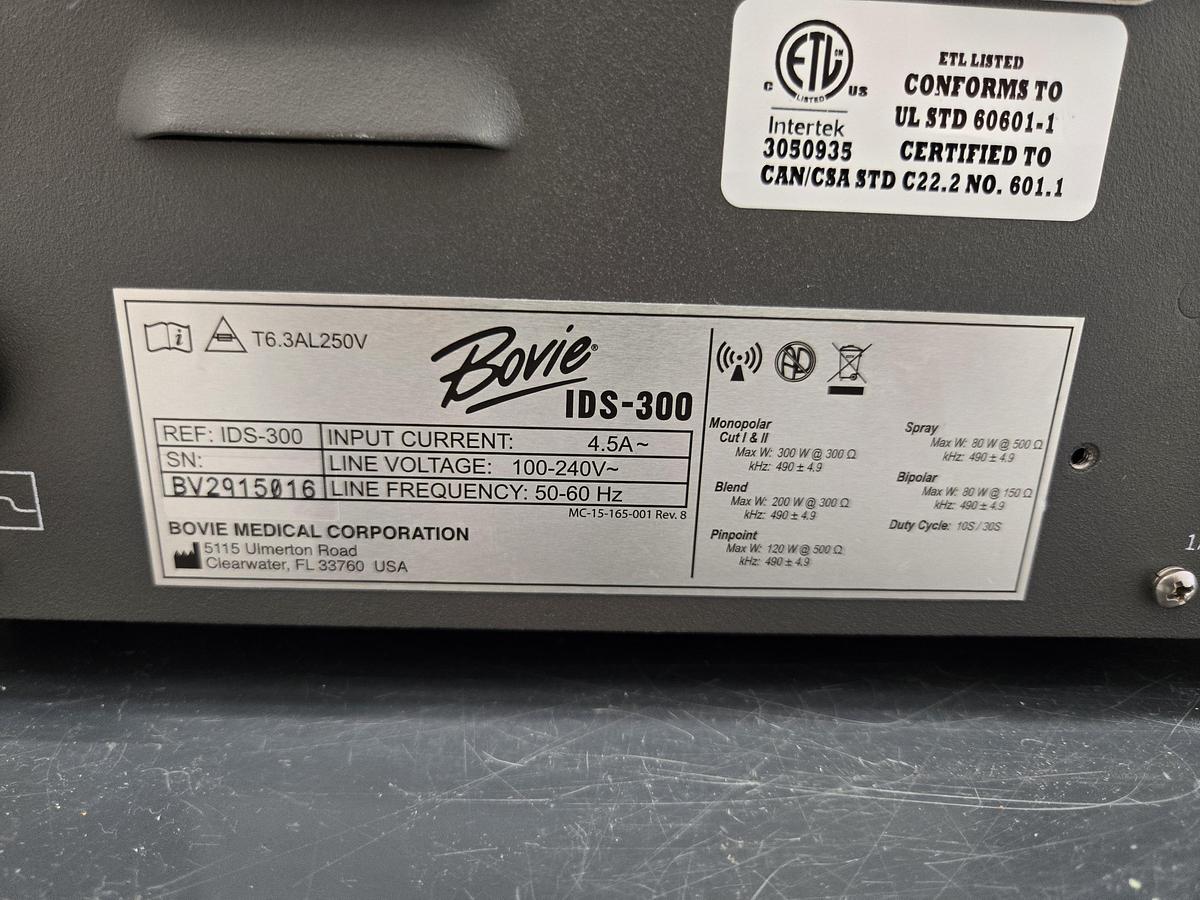 ETL
CM
LISTED
C US
Intertek
3050935
ETL LISTED
CONFORMS TO
UL STD 60601-1
CERTIFIED TO
CAN/CSA STD C22.2 NO. 601.1
T6.3AL250V
Bovie®
IDS-300
REF: IDS-300
SN:
BV2915016
INPUT CURRENT: 4.5A~
LINE VOLTAGE: 100-240V~
LINE FREQUENCY: 50-60 Hz
MC-15-165-001 Rev. 8
BOVIE MEDICAL CORPORATION
5115 Ulmerton Road
Clearwater, FL 33760 USA
Monopolar
Cut I & II
Max W: 300 W @ 300 Ω
kHz: 490 ± 4.9
Blend
Max W: 200 W @ 300 Ω
kHz: 490 ± 4.9
Pinpoint
Max W: 120 W @ 500 Ω
kHz: 490 ± 4.9
Spray
Max W: 80 W @ 500 Ω
kHz: 490 ± 4.9
Bipolar
Max W: 80 W @ 150 Ω
kHz: 490 ± 4.9
Duty Cycle: 10S / 30S